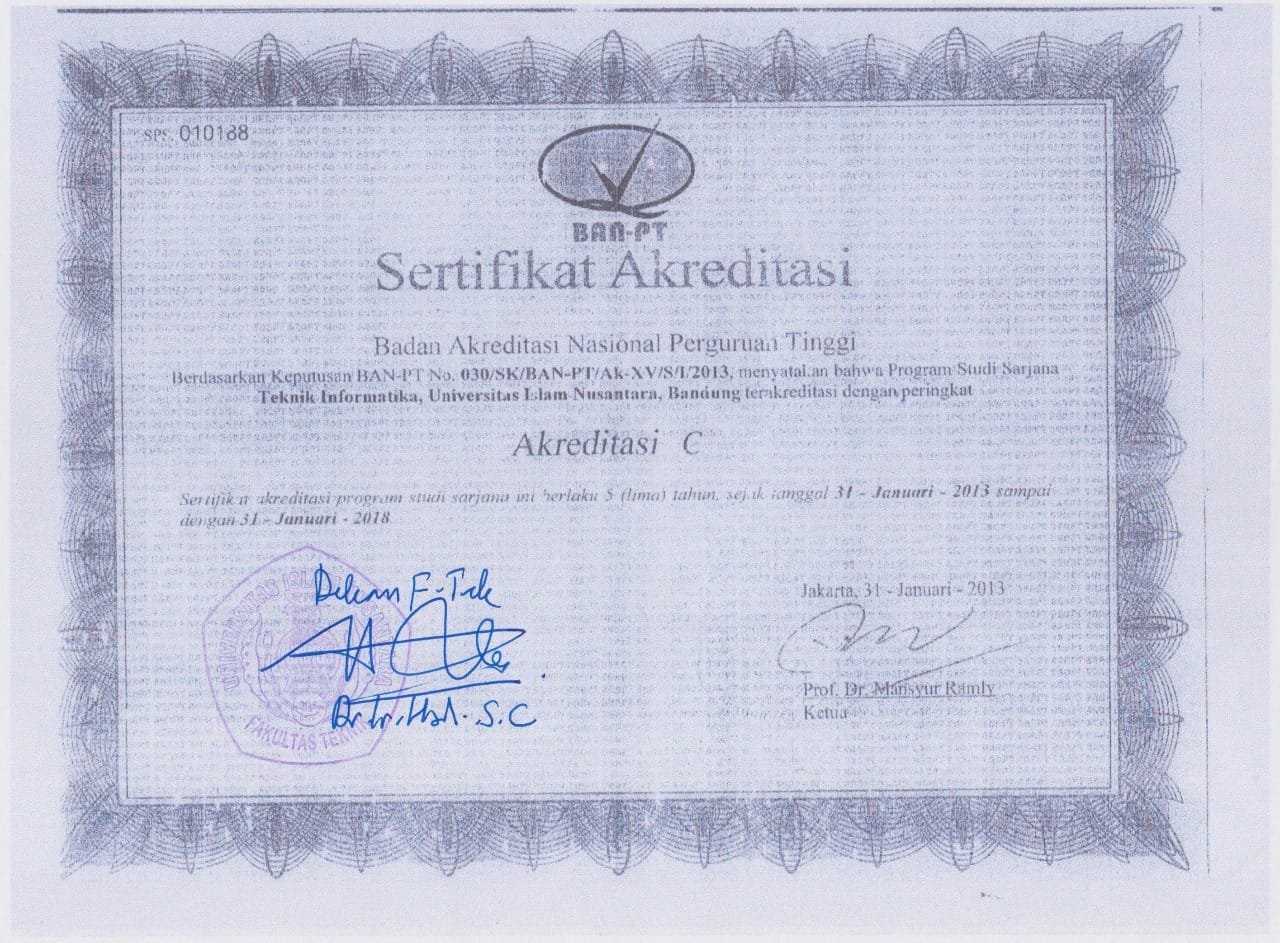 SPS. 010188
BAN-PT
Sertifikat Akreditasi
Badan Akreditasi Nasional Perguruan Tinggi
Berdasarkan Keputusan BAN-PT No. 030/SK/BAN-PT/Ak-XV/S/I/2013, menyatakan bahwa Program Studi Sarjana
Teknik Informatika, Universitas Islam Nusantara, Bandung terakreditasi dengan peringkat
Akreditasi C
Sertifikat akreditasi program studi sarjana ini berlaku 5 (lima) tahun, sejak tanggal 31 - Januari - 2013 sampai
dengan 31 - Januari - 2018
Dekan F-Tek
UNIVERSITAS ISLAM NUSANTARA
FAKULTAS TEKNIK
Jakarta, 31 - Januari - 2013
Prof. Dr. Mansyur Ramly
Ketua